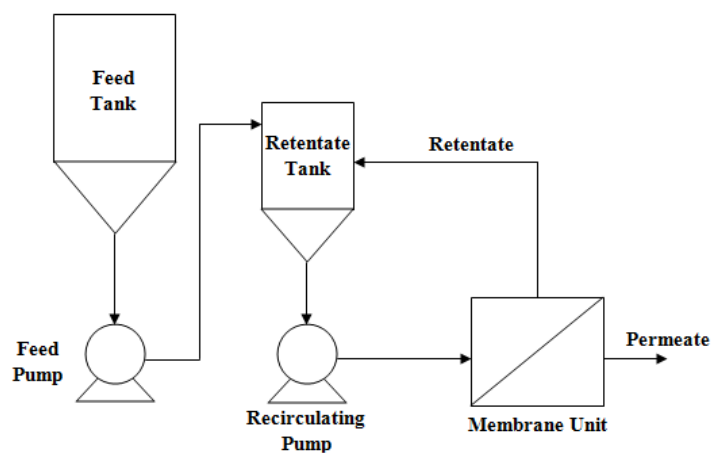 Feed
Tank
Retentate
Tank
Retentate
Feed
Pump
Recirculating
Pump
Membrane Unit
Permeate